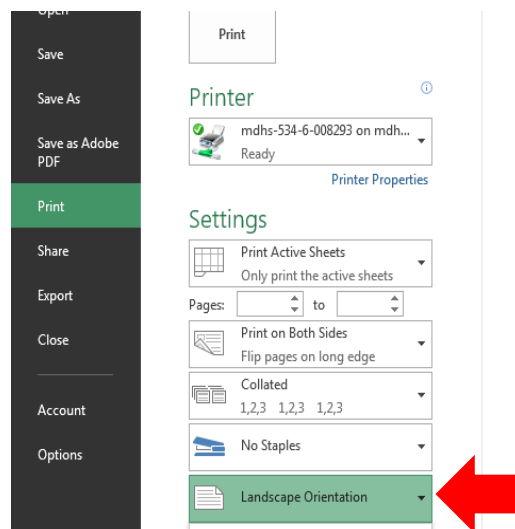 Open
Save
Save As
Save as Adobe
PDF
Print
Share
Export
Close
Account
Options
Print
Printer
mdhs-534-6-008293 on mdh...
Ready
Printer Properties
Settings
Print Active Sheets
Only print the active sheets
Pages: to
Print on Both Sides
Flip pages on long edge
Collated
1,2,3 1,2,3 1,2,3
No Staples
Landscape Orientation